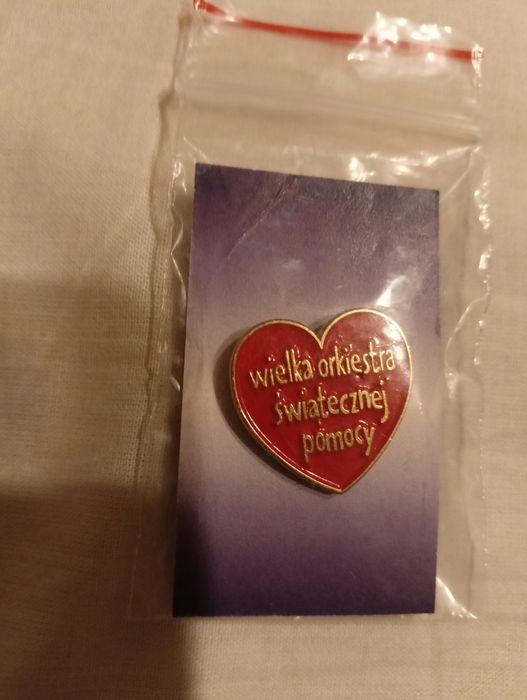 wielka orkiestra
świątecznej
pomocy